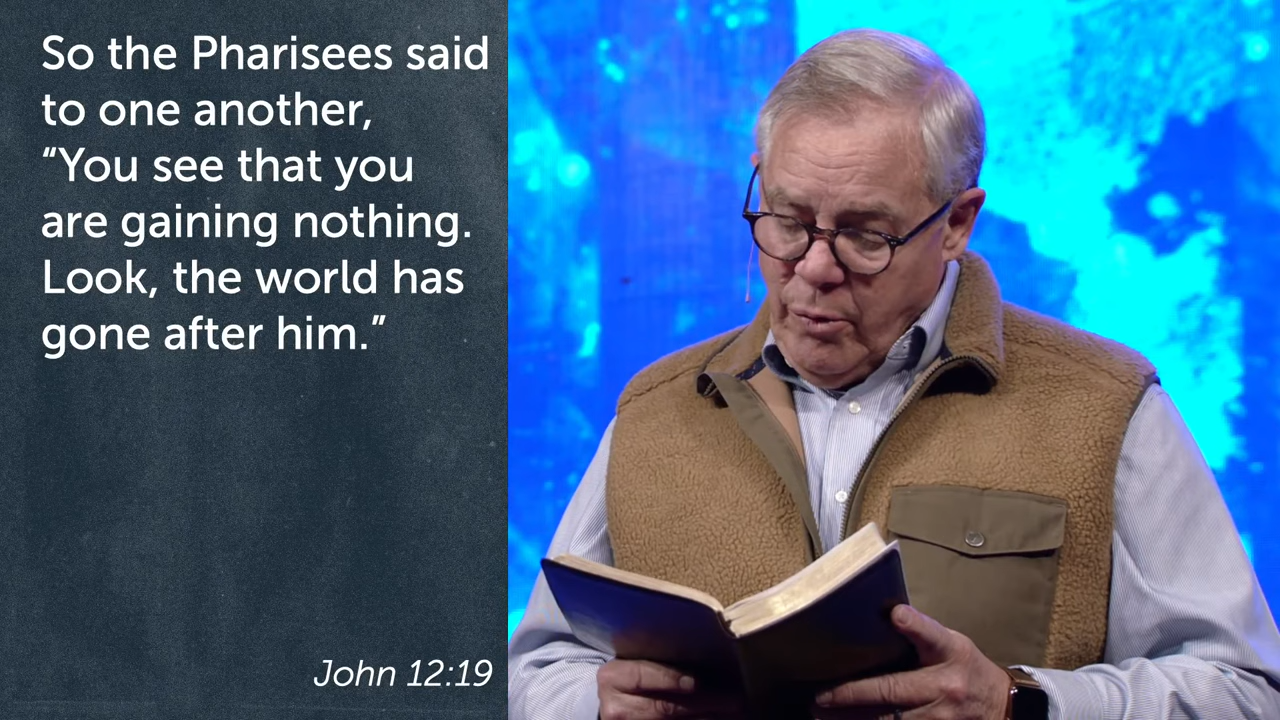 So the Pharisees said
to one another,
“You see that you
are gaining nothing.
Look, the world has
gone after him.”
John 12:19